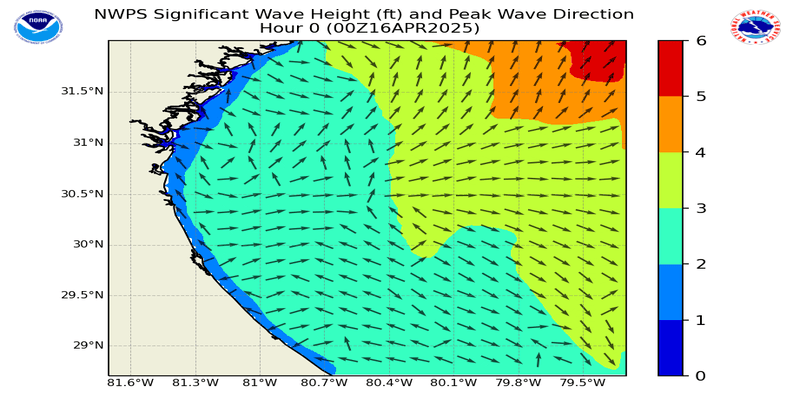 NWPS Significant Wave Height (ft) and Peak Wave Direction
Hour 0 (00Z16APR2025)
NOAA
6
5
4
3
2
1
0
31.5°N
31°N
30.5°N
30°N
29.5°N
29°N
81.6°W 81.3°W 81°W 80.7°W 80.4°W 80.1°W 79.8°W 79.5°W